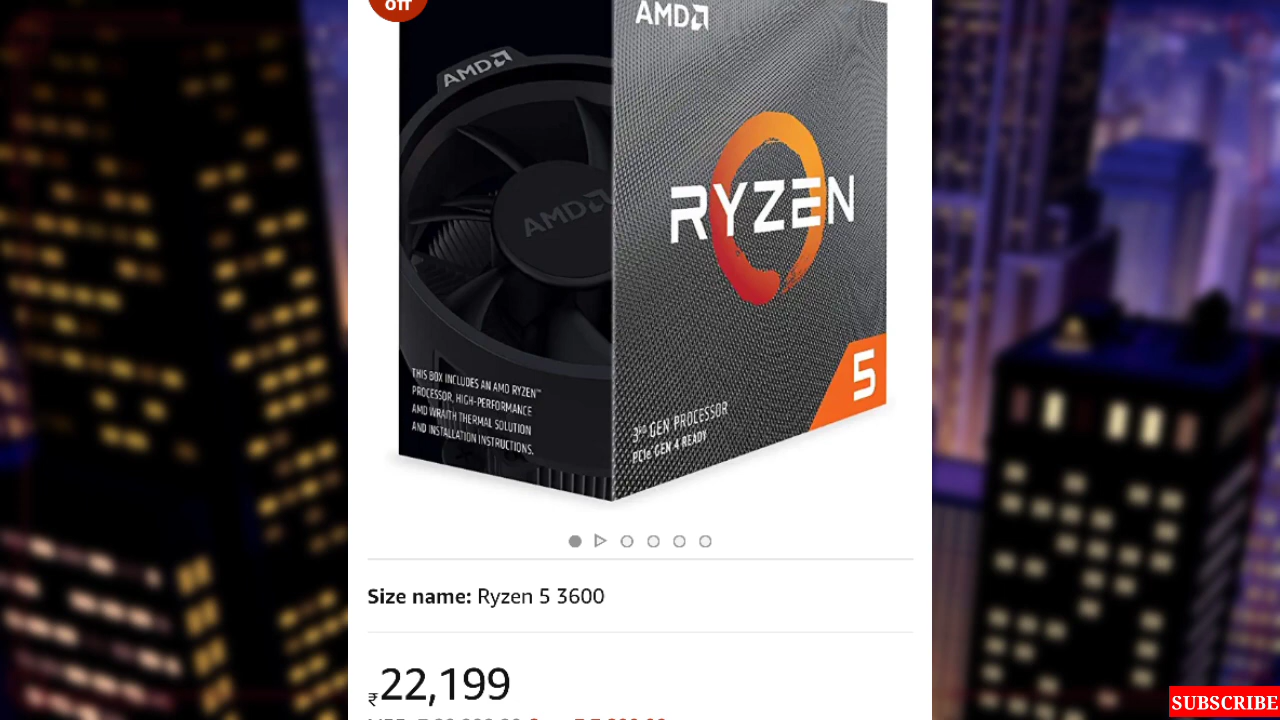 off
AMD
AMD
AMD
RYZEN
5
THIS BOX INCLUDES AN AMD RYZEN™
PROCESSOR, HIGH-PERFORMANCE
AMD WRAITH THERMAL SOLUTION
AND INSTALLATION INSTRUCTIONS.
3RD GEN PROCESSOR
PCIe GEN 4 READY
Size name: Ryzen 5 3600
₹22,199
SUBSCRIBE